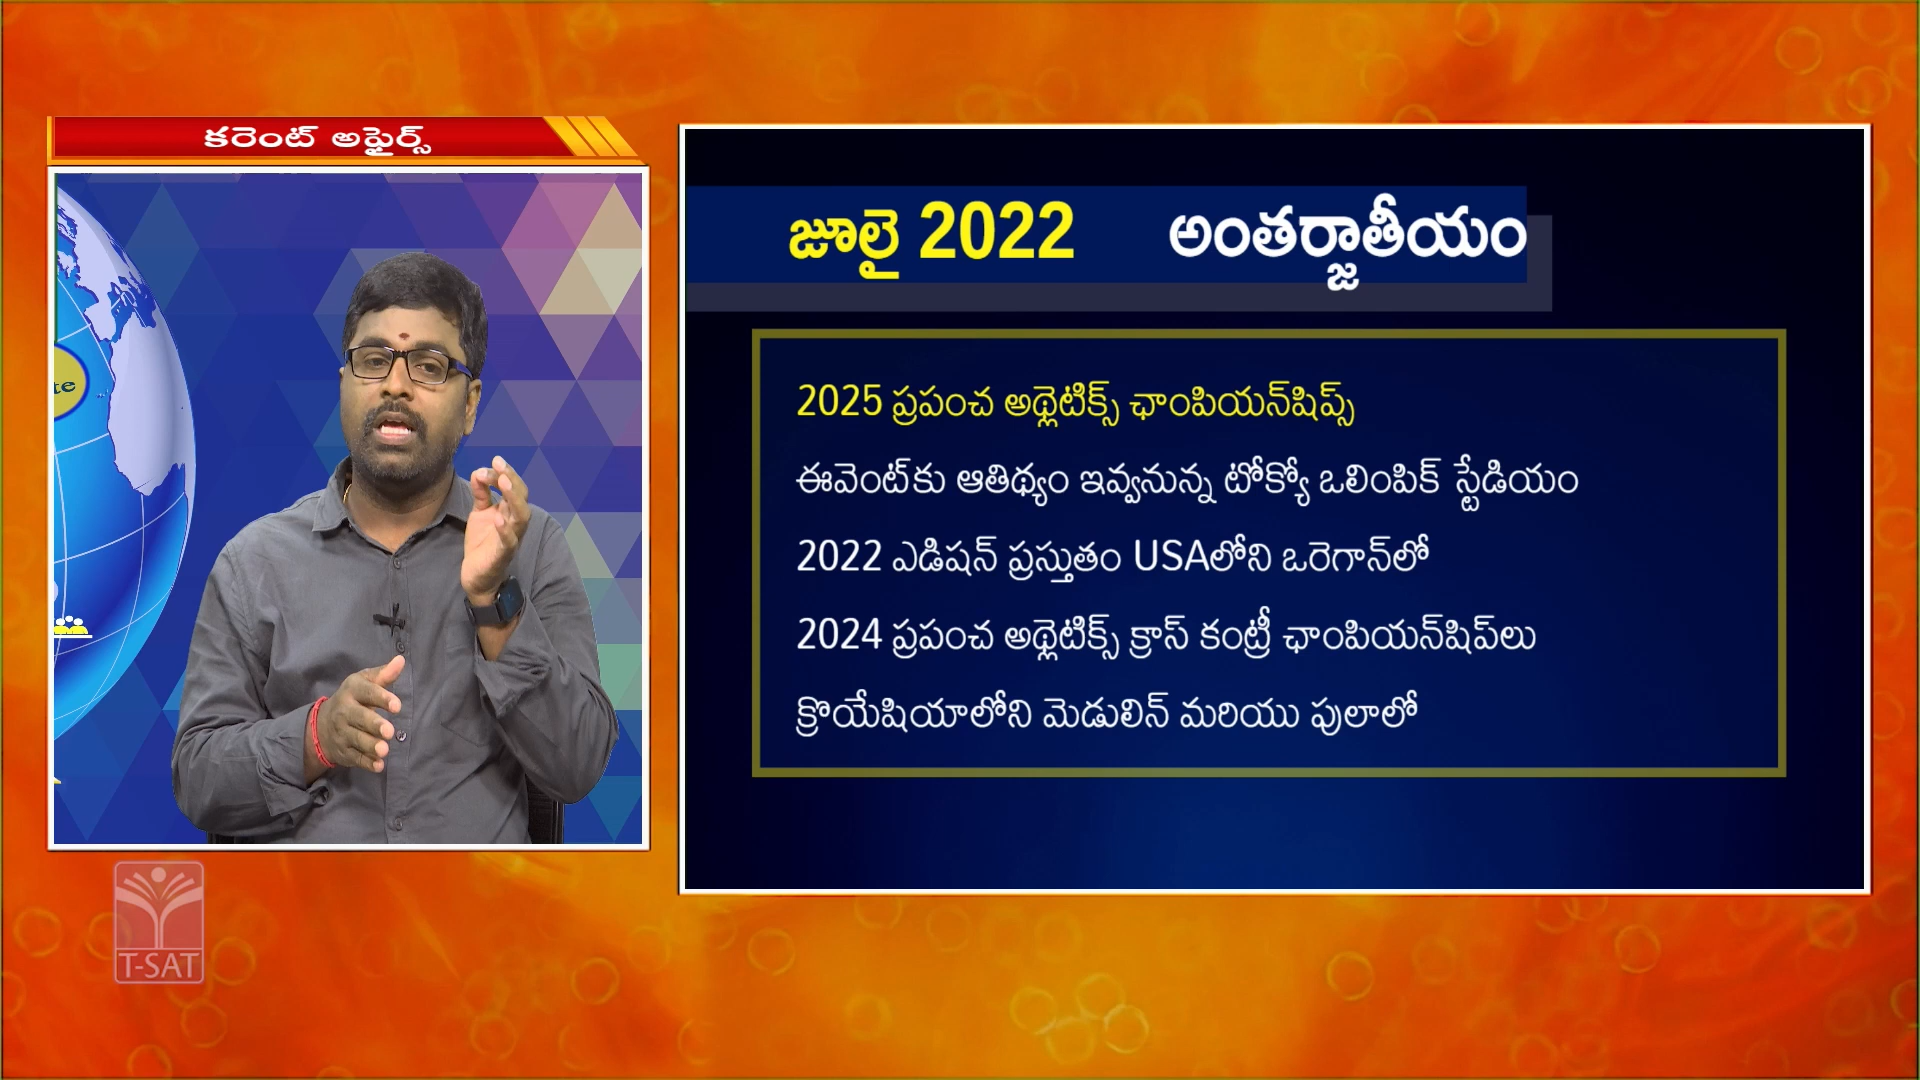 కరెంట్ అఫైర్స్
జూలై 2022 అంతర్జాతీయం
2025 ప్రపంచ అథ్లెటిక్స్ ఛాంపియన్‌షిప్స్
ఈవెంట్‌కు ఆతిథ్యం ఇవ్వనున్న టోక్యో ఒలింపిక్ స్టేడియం
2022 ఎడిషన్ ప్రస్తుతం USAలోని ఒరెగాన్‌లో
2024 ప్రపంచ అథ్లెటిక్స్ క్రాస్ కంట్రీ ఛాంపియన్‌షిప్‌లు
క్రొయేషియాలోని మెడులిన్ మరియు పులాలో
te
T-SAT